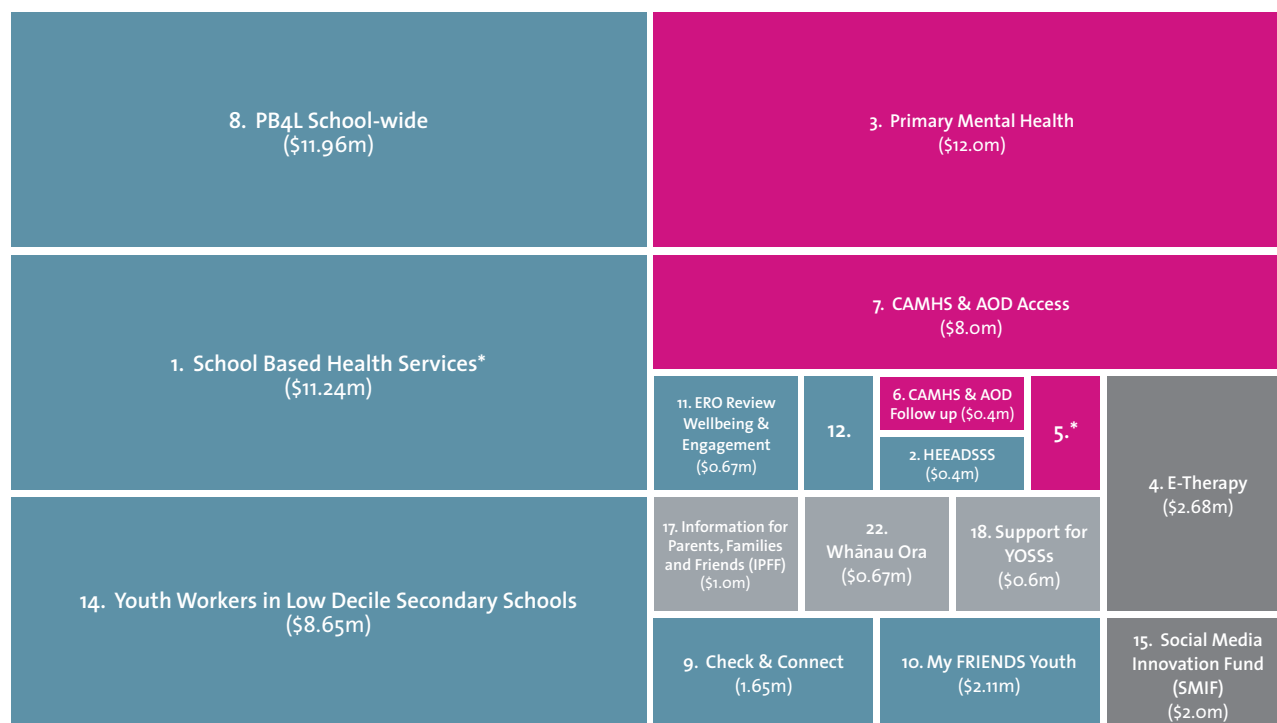 8. PB4L School-wide
($11.96m)
3. Primary Mental Health
($12.0m)
1. School Based Health Services*
($11.24m)
7. CAMHS & AOD Access
($8.0m)
11. ERO Review
Wellbeing &
Engagement
($0.67m)
12.
6. CAMHS & AOD
Follow up ($0.4m)
2. HEEADSSS
($0.4m)
5.*
4. E-Therapy
($2.68m)
14. Youth Workers in Low Decile Secondary Schools
($8.65m)
17. Information for
Parents, Families
and Friends (IPFF)
($1.0m)
22.
Whānau Ora
($0.67m)
18. Support for
YOSSs
($0.6m)
9. Check & Connect
(1.65m)
10. My FRIENDS Youth
($2.11m)
15. Social Media
Innovation Fund
(SMIF)
($2.0m)